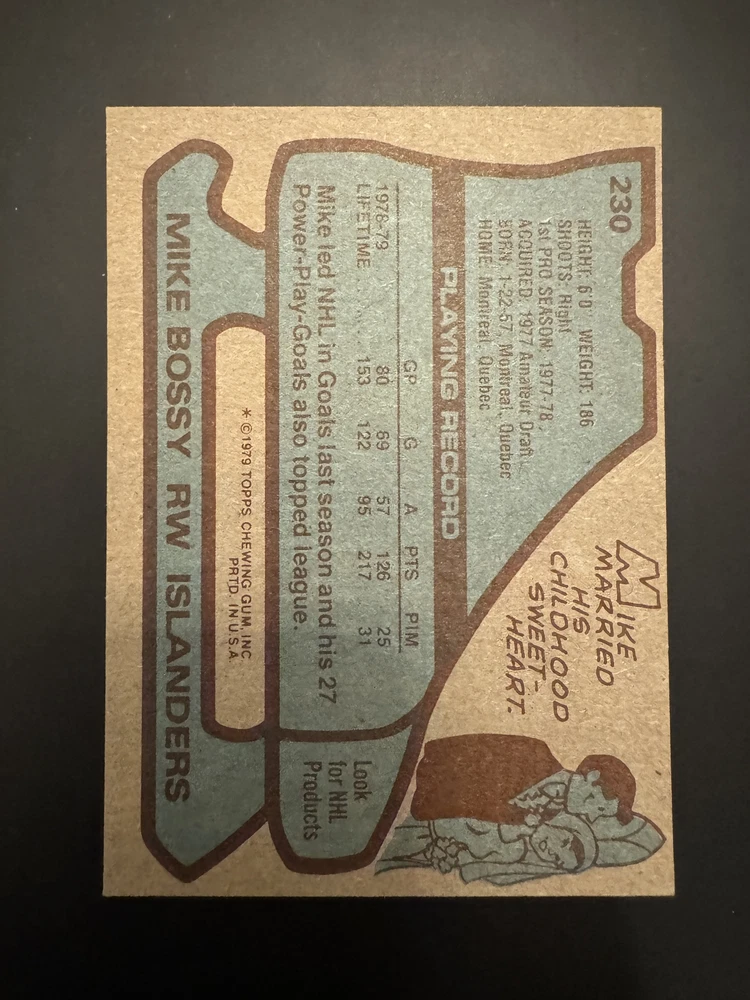 230
HEIGHT: 6'0" WEIGHT: 186
SHOOTS: Right
1st PRO SEASON: 1977-78
ACQUIRED: 1977 Amateur Draft
BORN: 1-22-57, Montreal, Quebec
HOME: Montreal, Quebec
MIKE
MARRIED
HIS
CHILDHOOD
SWEET-
HEART.
PLAYING RECORD
GP G A PTS PIM
1978-79 80 69 57 126 25
LIFETIME 153 122 95 217 31
Mike led NHL in Goals last season and his 27
Power-Play-Goals also topped league.
Look
for NHL
Products
* ©1979 TOPPS CHEWING GUM, INC
PRTD. IN U.S.A.
MIKE BOSSY RW ISLANDERS